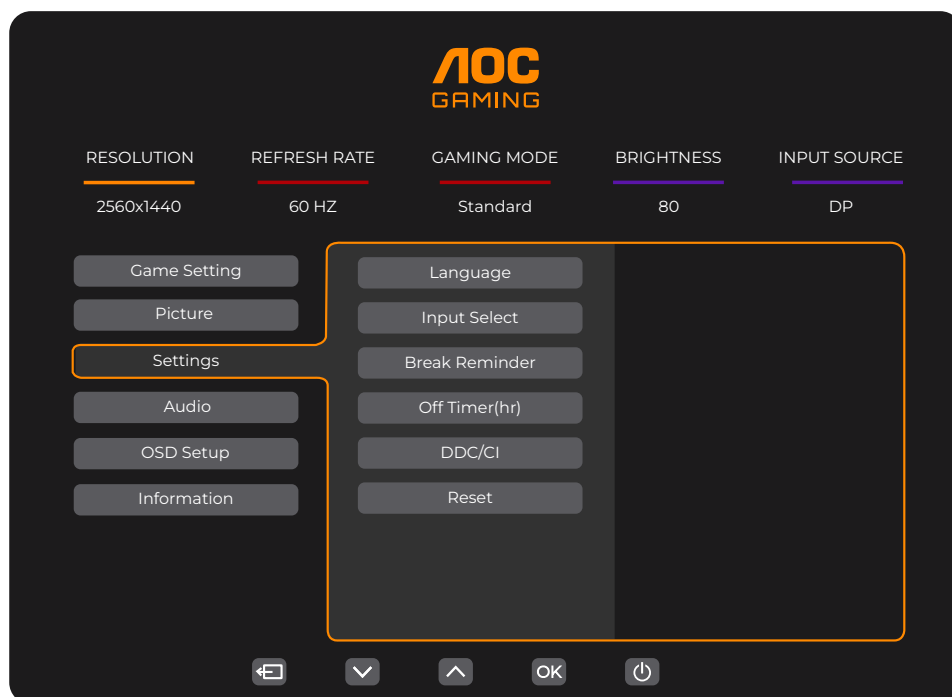 AOC
GAMING
RESOLUTION REFRESH RATE GAMING MODE BRIGHTNESS INPUT SOURCE
2560x1440 60 HZ Standard 80 DP
Game Setting
Picture
Settings
Audio
OSD Setup
Information
Language
Input Select
Break Reminder
Off Timer(hr)
DDC/CI
Reset
OK